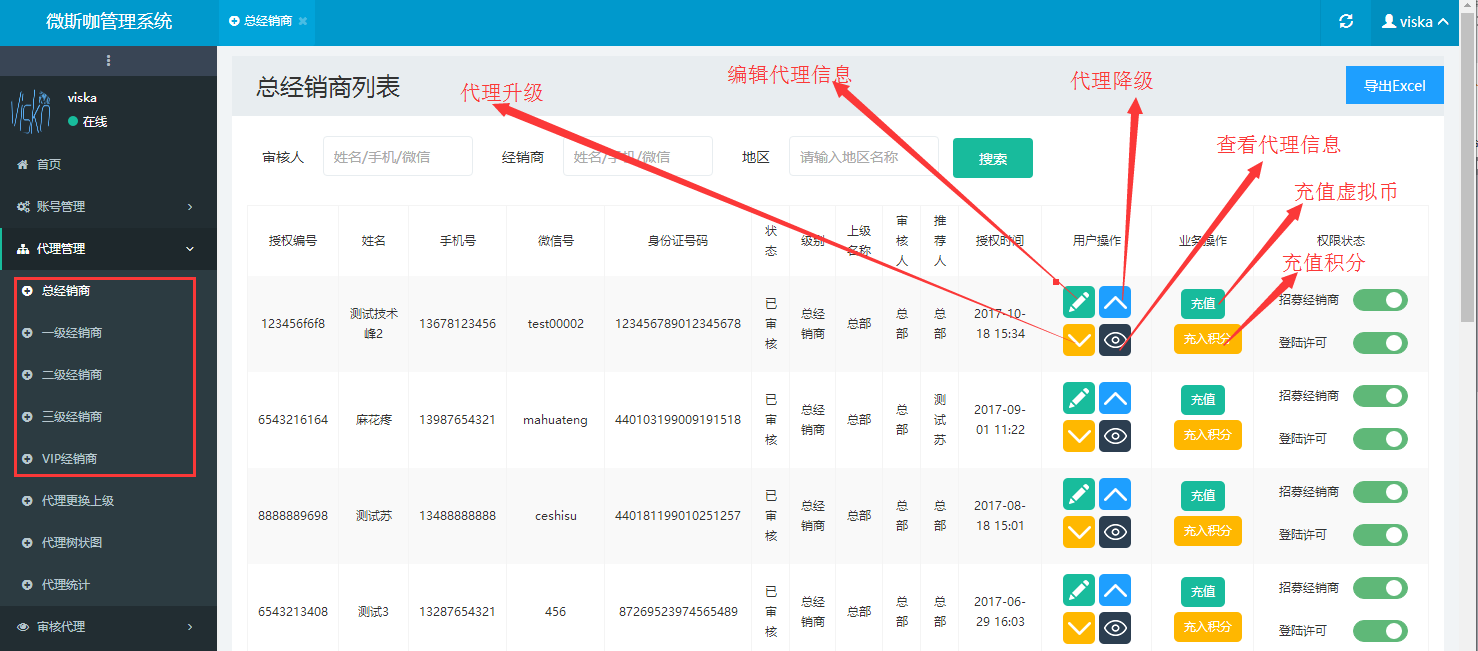 微斯咖管理系统
总经销商
viska
viska
在线
首页
账号管理
代理管理
总经销商
一级经销商
二级经销商
三级经销商
VIP经销商
代理更换上级
代理树状图
代理统计
审核代理
总经销商列表
导出Excel
代理升级
编辑代理信息
代理降级
查看代理信息
充值虚拟币
充值积分
审核人 姓名/手机/微信 经销商 姓名/手机/微信 地区 请输入地区名称 搜索
授权编号 姓名 手机号 微信号 身份证号码 状态 级别 上级名称 审核人 推荐人 授权时间 用户操作 业务操作 权限状态
123456f6f8 测试技术峰2 13678123456 test00002 123456789012345678 已审核 总经销商 总部 总部 总部 2017-10-18 15:34 充值 充入积分 招募经销商 登陆许可
6543216164 麻花疼 13987654321 mahuateng 440103199009191518 已审核 总经销商 总部 总部 测试苏 2017-09-01 11:22 充值 充入积分 招募经销商 登陆许可
8888889698 测试苏 13488888888 ceshisu 440181199010251257 已审核 总经销商 总部 总部 总部 2017-08-18 15:01 充值 充入积分 招募经销商 登陆许可
6543213408 测试3 13287654321 456 87269523974565489 已审核 总经销商 总部 总部 总部 2017-06-29 16:03 充值 充入积分 招募经销商 登陆许可